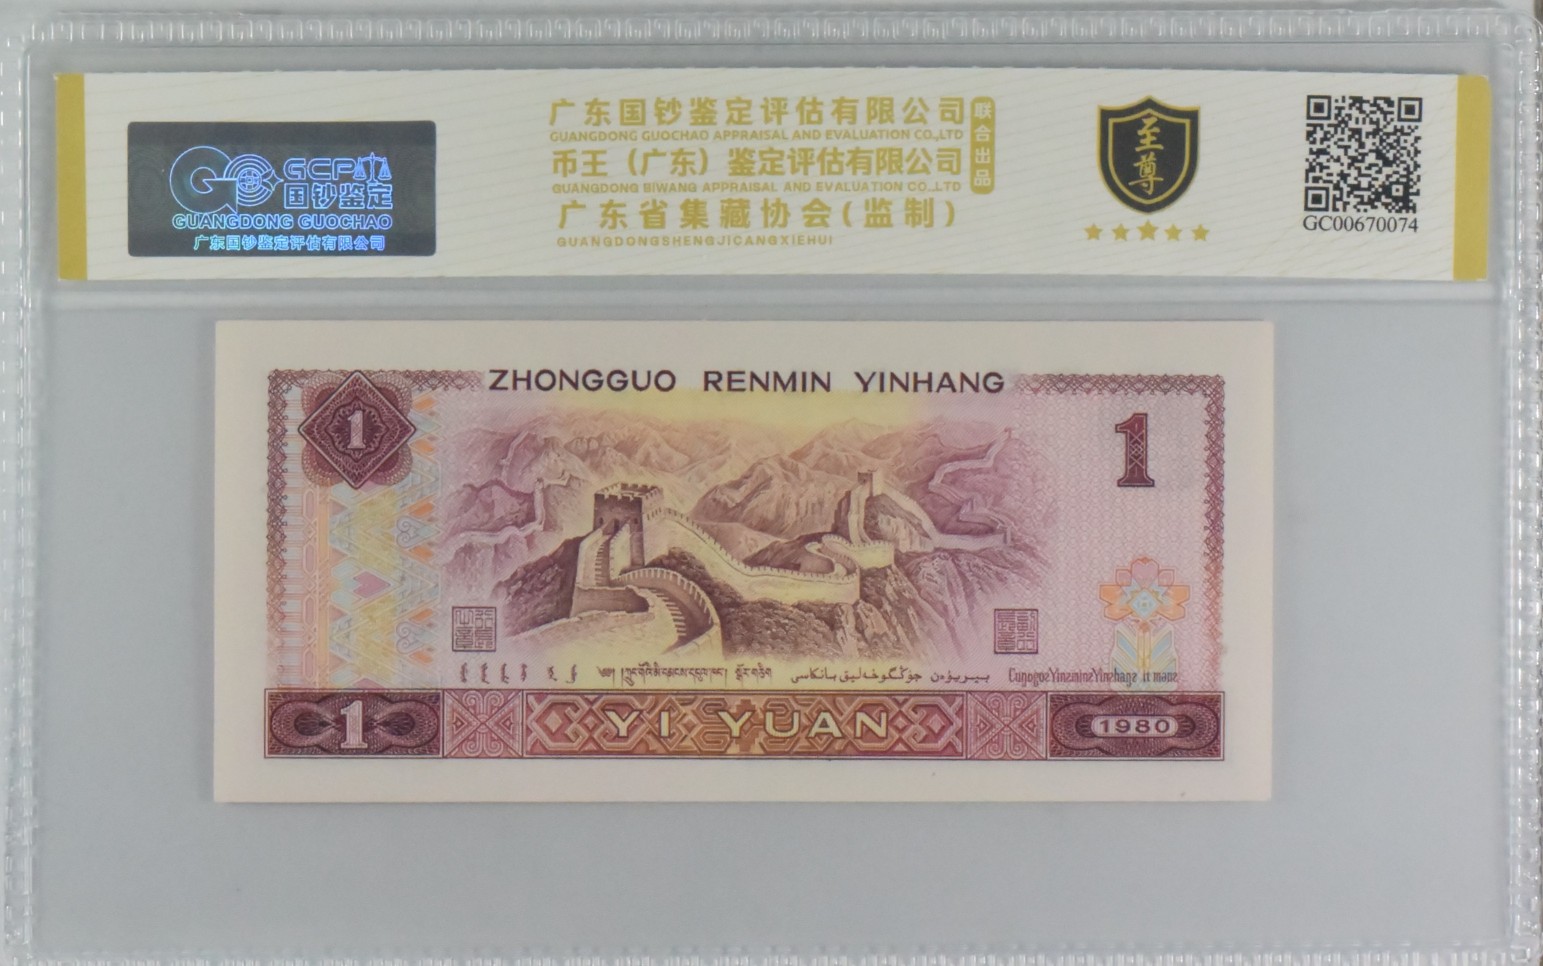 GCP
国钞鉴定
GUANGDONG GUOCHAO
广东国钞鉴定评估有限公司
广东国钞鉴定评估有限公司
GUANGDONG GUOCHAO APPRAISAL AND EVALUATION CO.,LTD
币王（广东）鉴定评估有限公司
GUANGDONG BIWANG APPRAISAL AND EVALUATION CO.,LTD
广东省集藏协会(监制)
GUANGDONGSHENGJICANGXIEHUI
联合出品
至尊
GC00670074
ZHONGGUO RENMIN YINHANG
1
1
1
YI YUAN
1980